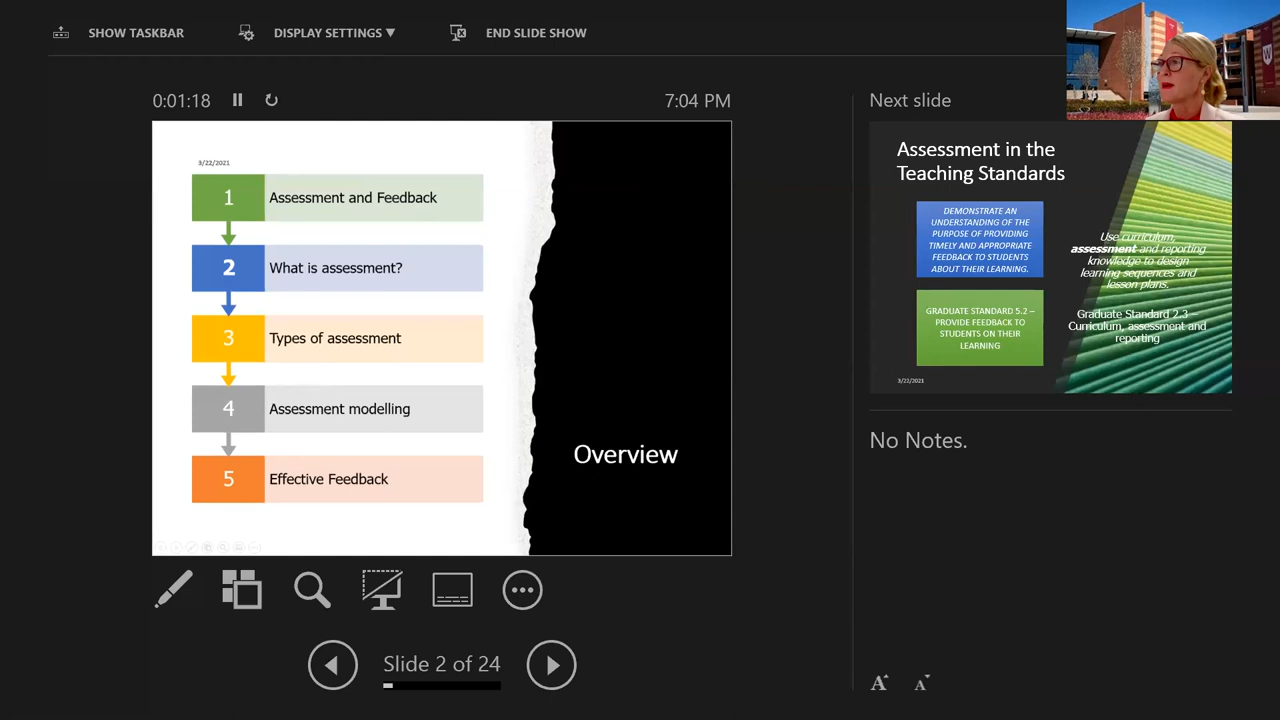 SHOW TASKBAR
DISPLAY SETTINGS ▼
END SLIDE SHOW
0:01:18
7:04 PM
3/22/2021
1 Assessment and Feedback
2 What is assessment?
3 Types of assessment
4 Assessment modelling
5 Effective Feedback
Overview
Slide 2 of 24
Next slide
Assessment in the
Teaching Standards
DEMONSTRATE AN
UNDERSTANDING OF THE
PURPOSE OF PROVIDING
TIMELY AND APPROPRIATE
FEEDBACK TO STUDENTS
ABOUT THEIR LEARNING.
GRADUATE STANDARD 5.2 –
PROVIDE FEEDBACK TO
STUDENTS ON THEIR
LEARNING
Use curriculum,
assessment and reporting
knowledge to design
learning sequences and
lesson plans.
Graduate Standard 2.3 –
Curriculum, assessment and
reporting
3/22/2021
No Notes.
A A